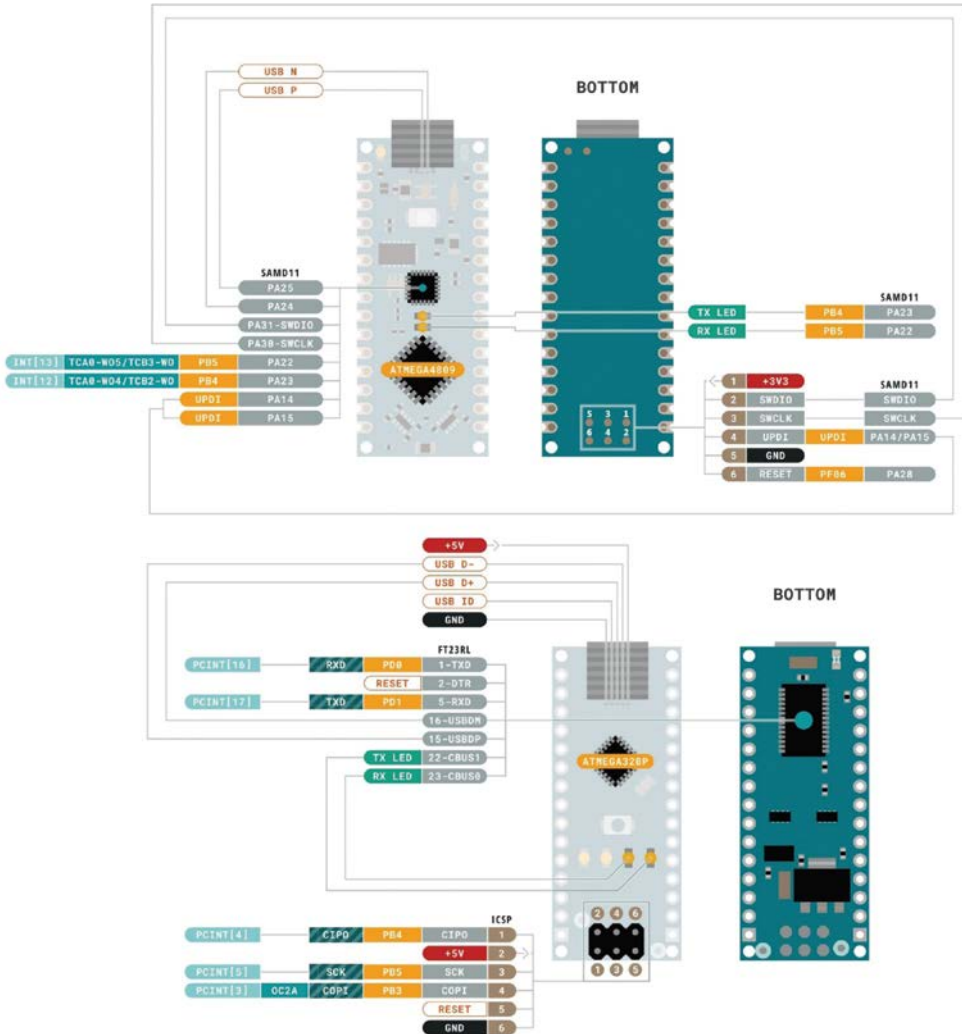 USB N
USB P
BOTTOM
SAMD11
PA25
PA24
PA31-SWDIO
PA30-SWCLK
INT[13] TCA0-WO5/TCB3-WO PB5 PA22
INT[12] TCA0-WO4/TCB2-WO PB4 PA23
UPDI PA14
UPDI PA15
ATMEGA4809
SAMD11
TX LED PB4 PA23
RX LED PB5 PA22
5 3 1
6 4 2
1 +3V3 SAMD11
2 SWDIO SWDIO
3 SWCLK SWCLK
4 UPDI UPDI PA14/PA15
5 GND
6 RESET PF06 PA28
+5V
USB D-
USB D+
USB ID
GND
BOTTOM
FT23RL
PCINT[16] RXD PD0 1-TXD
RESET 2-DTR
PCINT[17] TXD PD1 5-RXD
16-USBDM
15-USBDP
TX LED 22-CBUS1
RX LED 23-CBUS0
ATMEGA328P
2 4 6
1 3 5
ICSP
PCINT[4] CIPO PB4 CIPO 1
+5V 2
PCINT[5] SCK PB5 SCK 3
PCINT[3] OC2A COPI PB3 COPI 4
RESET 5
GND 6